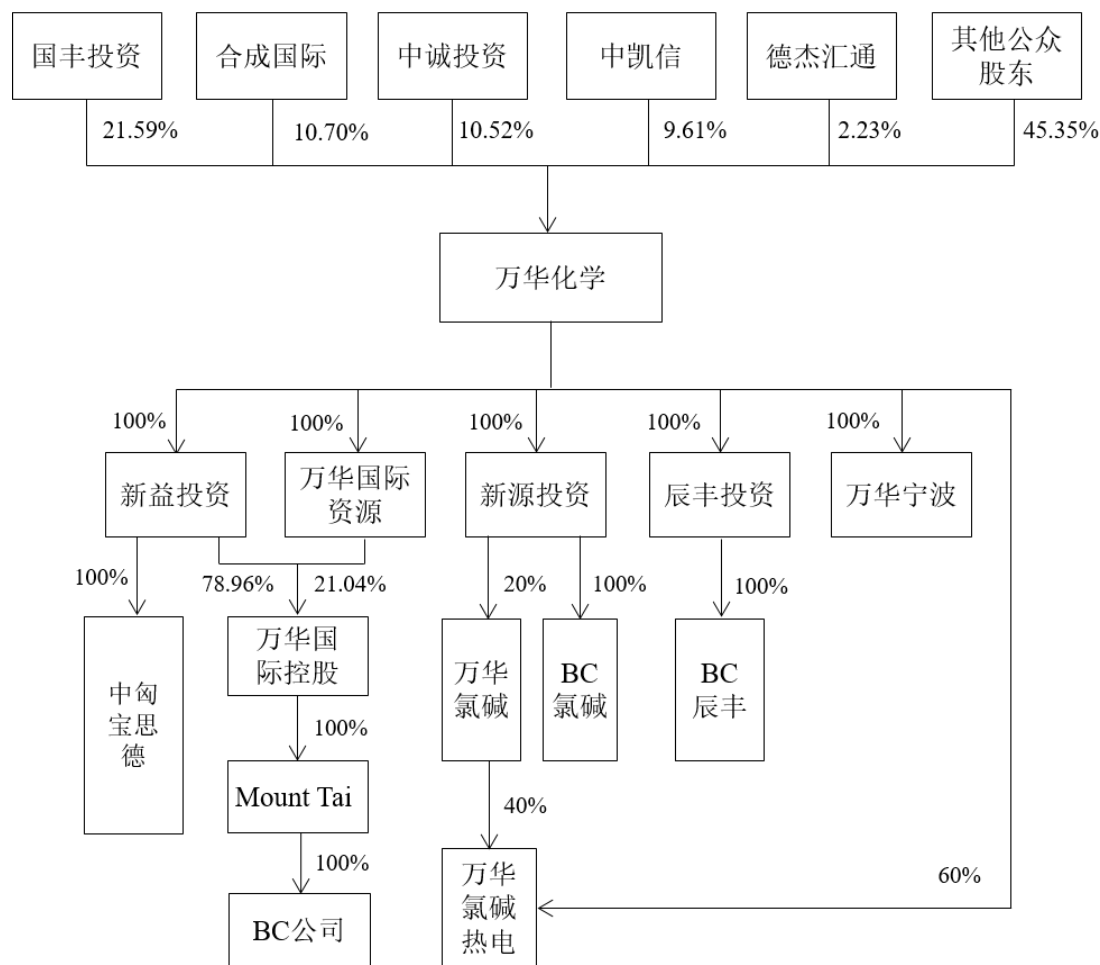 国丰投资
合成国际
中诚投资
中凯信
德杰汇通
其他公众
股东
21.59%
10.70%
10.52%
9.61%
2.23%
45.35%
万华化学
100%
100%
100%
100%
100%
新益投资
万华国际
资源
新源投资
辰丰投资
万华宁波
100%
78.96%
21.04%
20%
100%
100%
中匈
宝思
德
万华国
际控股
万华
氯碱
BC
氯碱
BC
辰丰
100%
Mount Tai
40%
100%
60%
BC公司
万华
氯碱
热电